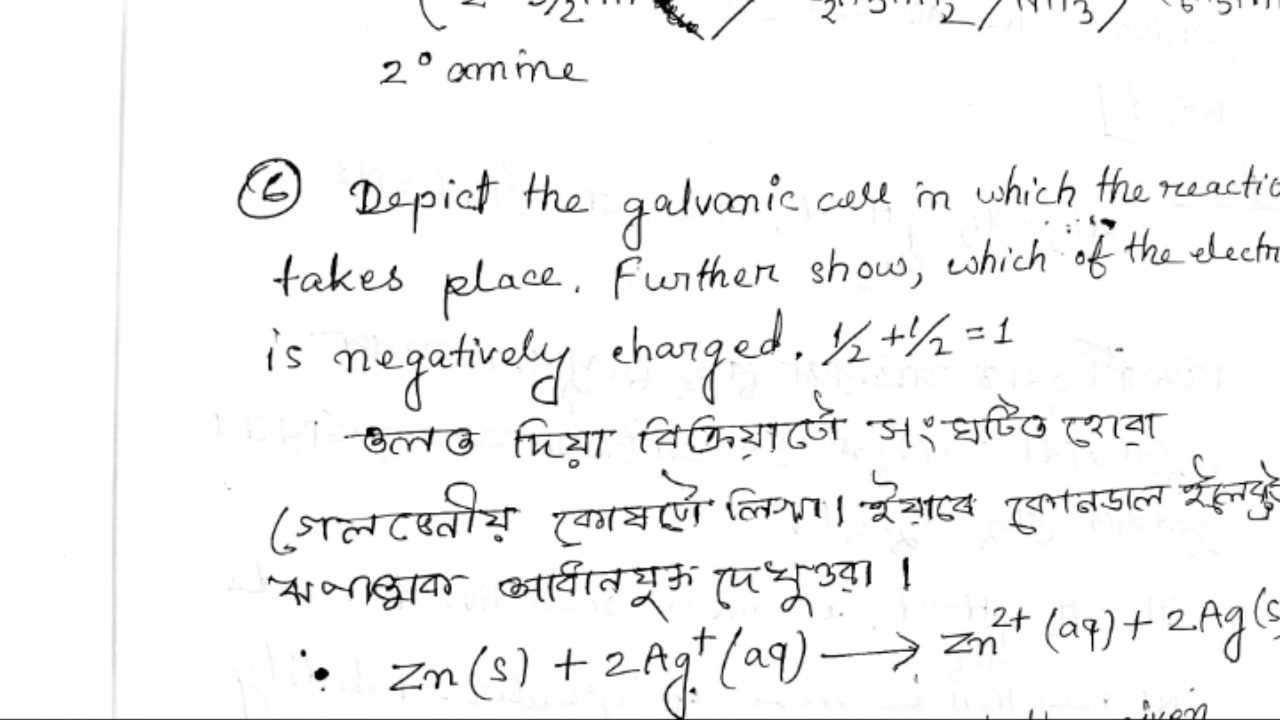 2° amine
6 Depict the galvanic cell in which the reactio
takes place. Further show, which of the electr
is negatively charged. 1/2 + 1/2 = 1
তলত দিয়া বিক্ৰিয়াটো সংঘটিত হোৱা
গেলভেনীয় কোষটো লিখা। ইয়াৰে কোনডাল
ঋণাত্মক আধানযুক্ত দেখুওৱা।
• Zn(s) + 2Ag⁺(aq) ⟶ Zn²⁺(aq) + 2Ag(s